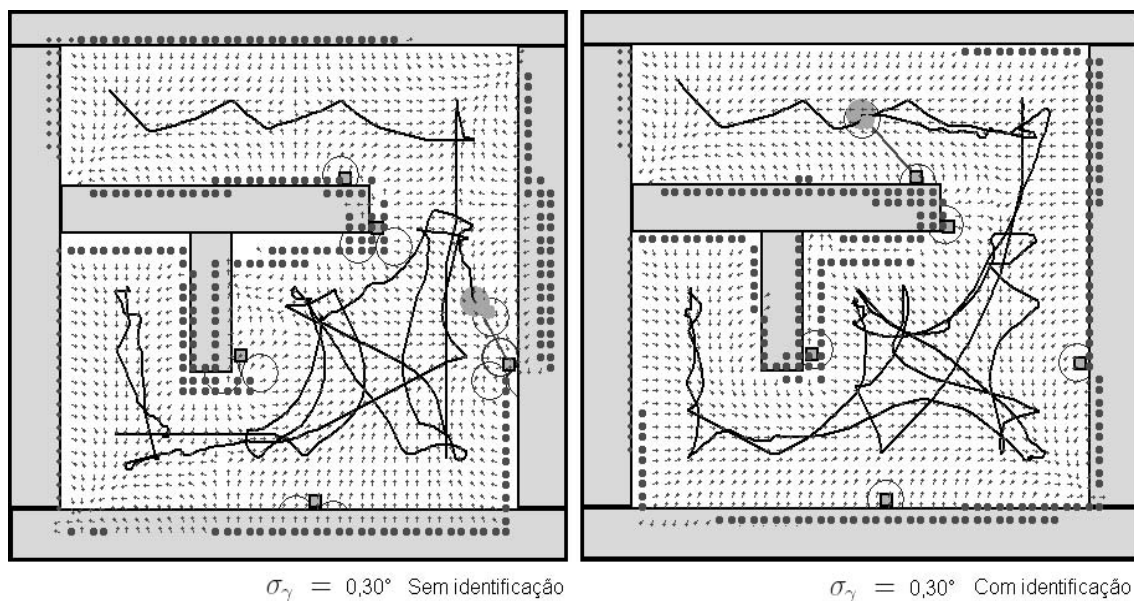 σγ = 0,30° Sem identificação
σγ = 0,30° Com identificação